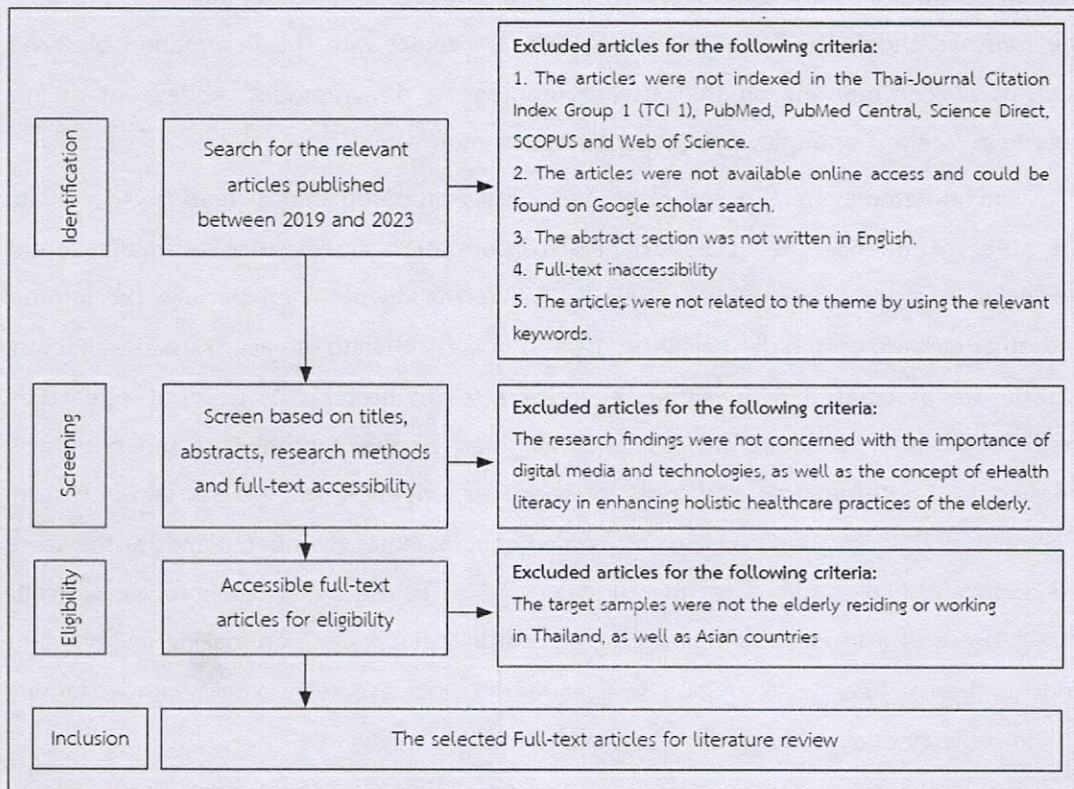 Identification
Search for the relevant
articles published
between 2019 and 2023
Excluded articles for the following criteria:
1. The articles were not indexed in the Thai-Journal Citation
Index Group 1 (TCI 1), PubMed, PubMed Central, Science Direct,
SCOPUS and Web of Science.
2. The articles were not available online access and could be
found on Google scholar search.
3. The abstract section was not written in English.
4. Full-text inaccessibility
5. The articles were not related to the theme by using the relevant
keywords.
Screening
Screen based on titles,
abstracts, research methods
and full-text accessibility
Excluded articles for the following criteria:
The research findings were not concerned with the importance of
digital media and technologies, as well as the concept of eHealth
literacy in enhancing holistic healthcare practices of the elderly.
Eligibility
Accessible full-text
articles for eligibility
Excluded articles for the following criteria:
The target samples were not the elderly residing or working
in Thailand, as well as Asian countries
Inclusion
The selected Full-text articles for literature review